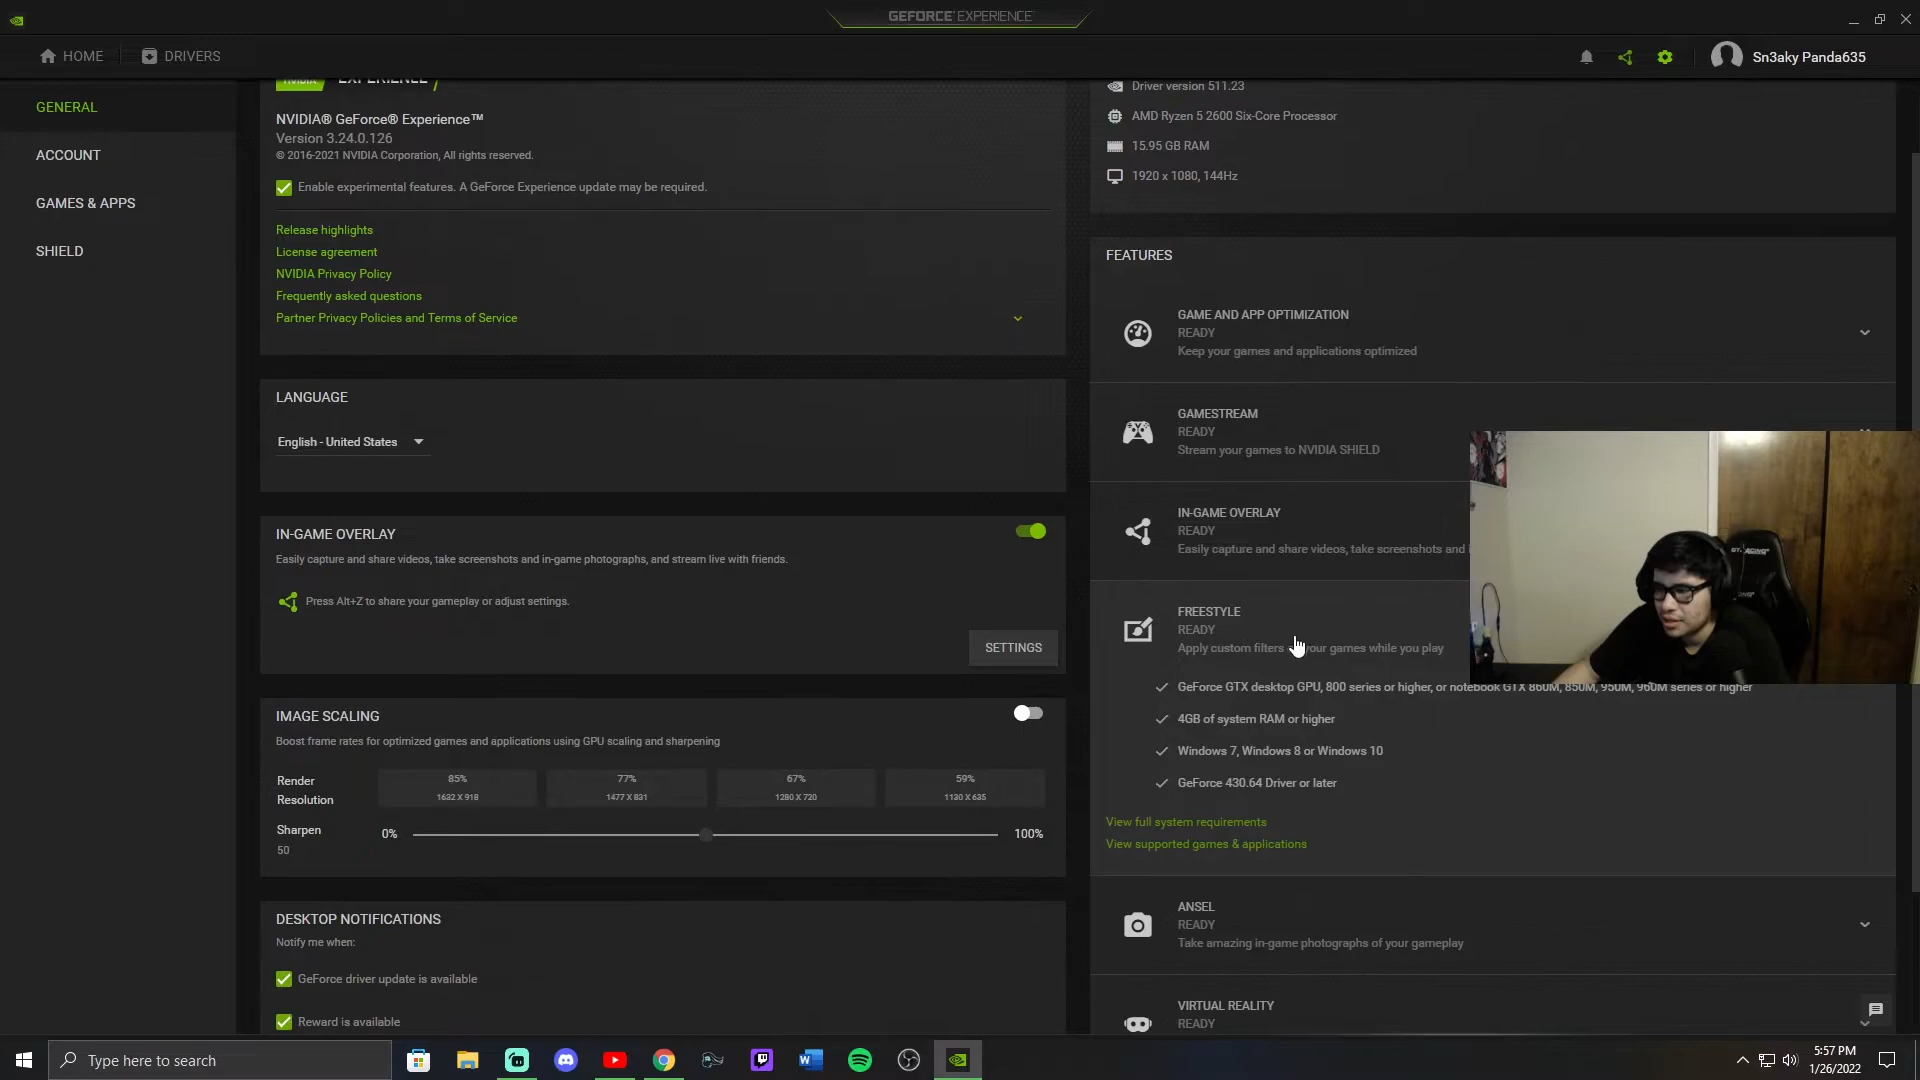 GEFORCE EXPERIENCE
HOME
DRIVERS
Sn3aky Panda635
GENERAL
ACCOUNT
GAMES & APPS
SHIELD
NVIDIA EXPERIENCE
NVIDIA® GeForce® Experience™
Version 3.24.0.126
© 2016-2021 NVIDIA Corporation, All rights reserved.
Enable experimental features. A GeForce Experience update may be required.
Release highlights
License agreement
NVIDIA Privacy Policy
Frequently asked questions
Partner Privacy Policies and Terms of Service
LANGUAGE
English - United States
IN-GAME OVERLAY
Easily capture and share videos, take screenshots and in-game photographs, and stream live with friends.
Press Alt+Z to share your gameplay or adjust settings.
SETTINGS
IMAGE SCALING
Boost frame rates for optimized games and applications using GPU scaling and sharpening
Render
Resolution
85%
1632 X 918
77%
1477 X 831
67%
1280 X 720
59%
1130 X 635
Sharpen
50
0%
100%
DESKTOP NOTIFICATIONS
Notify me when:
GeForce driver update is available
Reward is available
Driver version 511.23
AMD Ryzen 5 2600 Six-Core Processor
15.95 GB RAM
1920 x 1080, 144Hz
FEATURES
GAME AND APP OPTIMIZATION
READY
Keep your games and applications optimized
GAMESTREAM
READY
Stream your games to NVIDIA SHIELD
IN-GAME OVERLAY
READY
Easily capture and share videos, take screenshots and
FREESTYLE
READY
Apply custom filters your games while you play
GeForce GTX desktop GPU, 800 series or higher, or notebook GTX 860M, 850M, 950M, 960M series or higher
4GB of system RAM or higher
Windows 7, Windows 8 or Windows 10
GeForce 430.64 Driver or later
View full system requirements
View supported games & applications
ANSEL
READY
Take amazing in-game photographs of your gameplay
VIRTUAL REALITY
READY
Type here to search
5:57 PM
1/26/2022